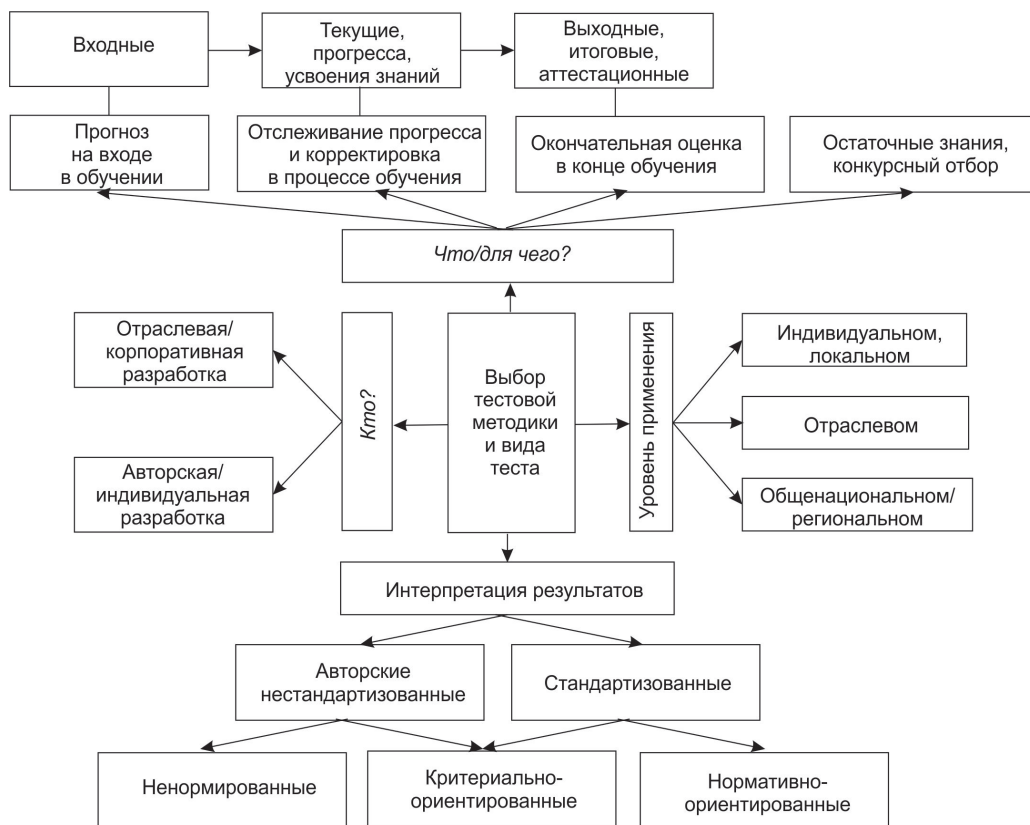 Входные
Текущие,
прогресса,
усвоения знаний
Выходные,
итоговые,
аттестационные
Прогноз
на входе
в обучении
Отслеживание прогресса
и корректировка
в процессе обучения
Окончательная оценка
в конце обучения
Остаточные знания,
конкурсный отбор
Что/для чего?
Отраслевая/
корпоративная
разработка
Авторская/
индивидуальная
разработка
Кто?
Выбор
тестовой
методики
и вида
теста
Уровень применения
Индивидуальном,
локальном
Отраслевом
Общенациональном/
региональном
Интерпретация результатов
Авторские
нестандартизованные
Стандартизованные
Ненормированные
Критериально-
ориентированные
Нормативно-
ориентированные